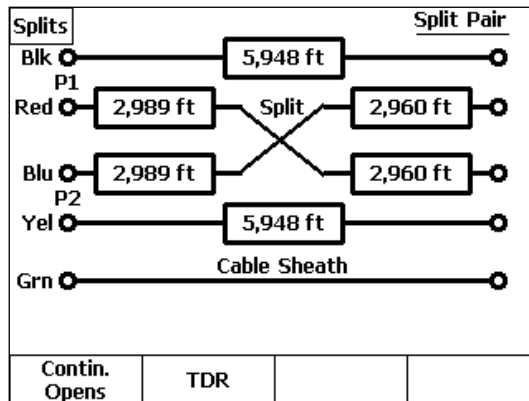 Splits
Split Pair
Blk
5,948 ft
P1
Red
2,989 ft
Split
2,960 ft
Blu
2,989 ft
2,960 ft
P2
Yel
5,948 ft
Cable Sheath
Grn
Contin.
Opens
TDR